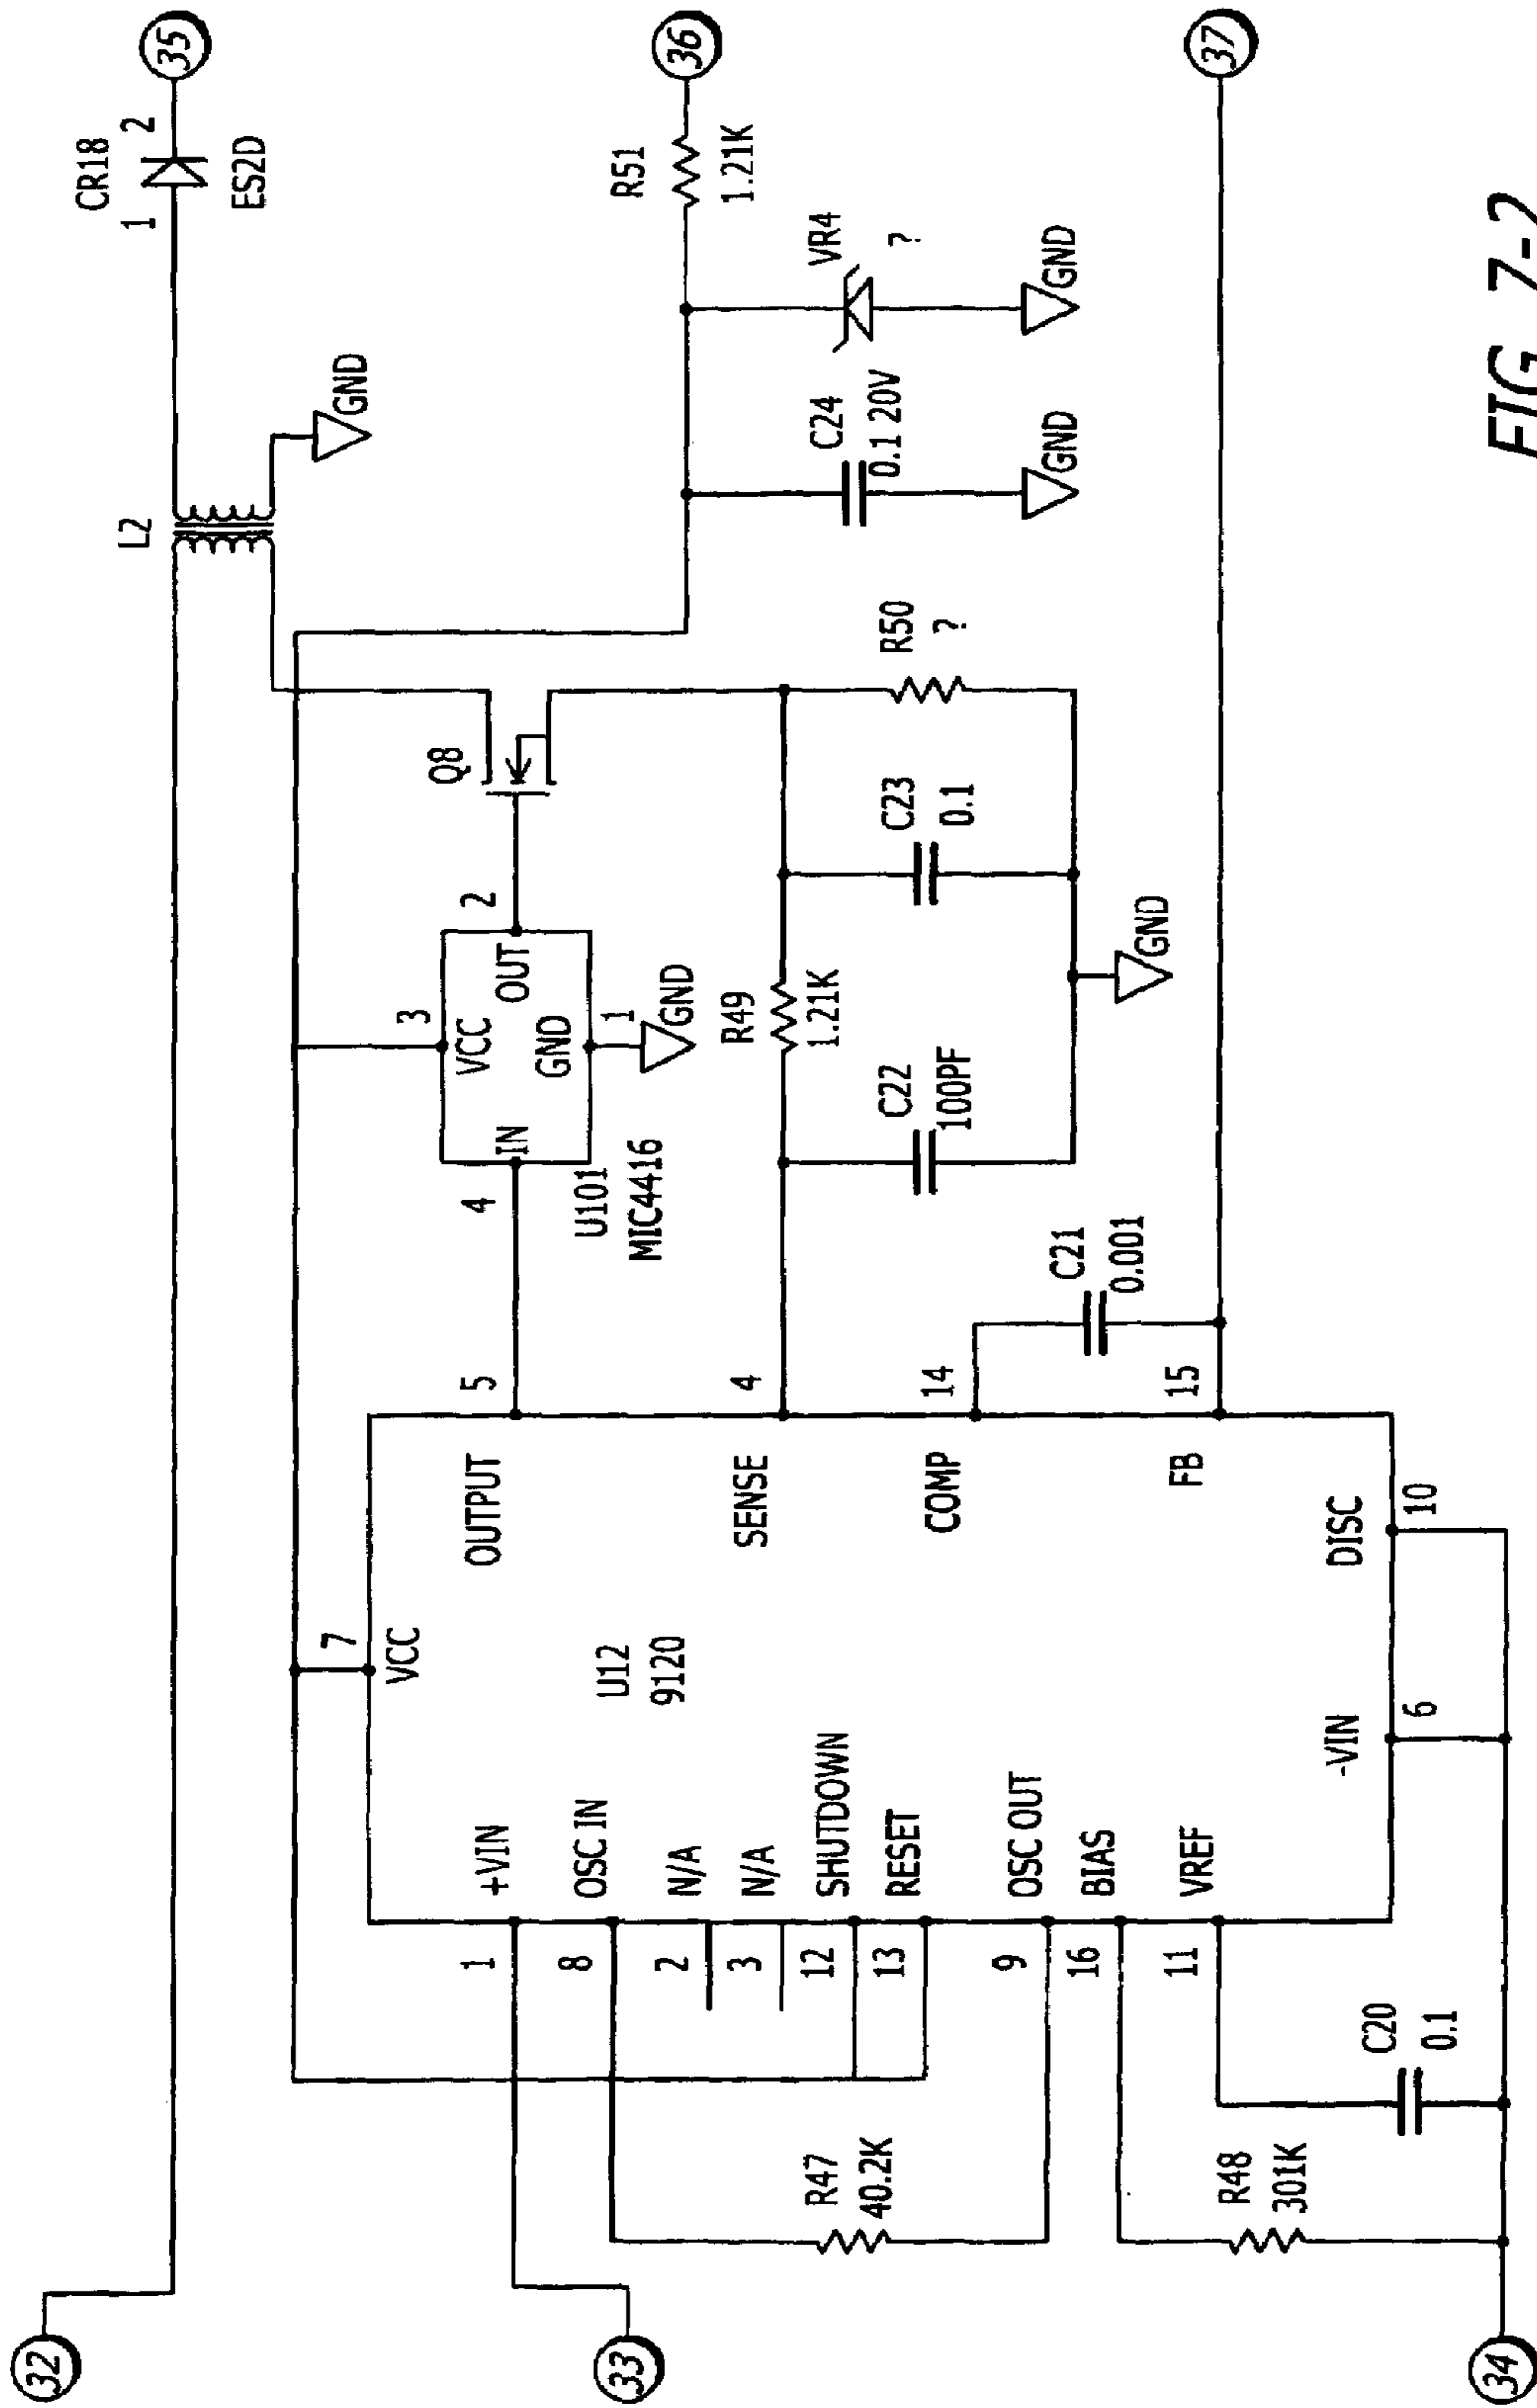 32
33
34
35
36
37
CR18
1
2
ES2D
L2
GND
R51
1.21K
VR4
?
GND
C24
0.1 20V
GND
Q8
R50
?
U101
MIC4416
3
VCC
4
IN
2
OUT
GND
1
GND
R49
1.21K
C22
100PF
C23
0.1
GND
C21
0.001
U12
9120
7
VCC
1
+VIN
8
OSC IN
2
N/A
3
N/A
12
SHUTDOWN
13
RESET
9
OSC OUT
16
BIAS
11
VREF
5
OUTPUT
4
SENSE
14
COMP
15
FB
DISC
10
-VIN
6
R47
40.2K
R48
301K
C20
0.1
FIG 7-2